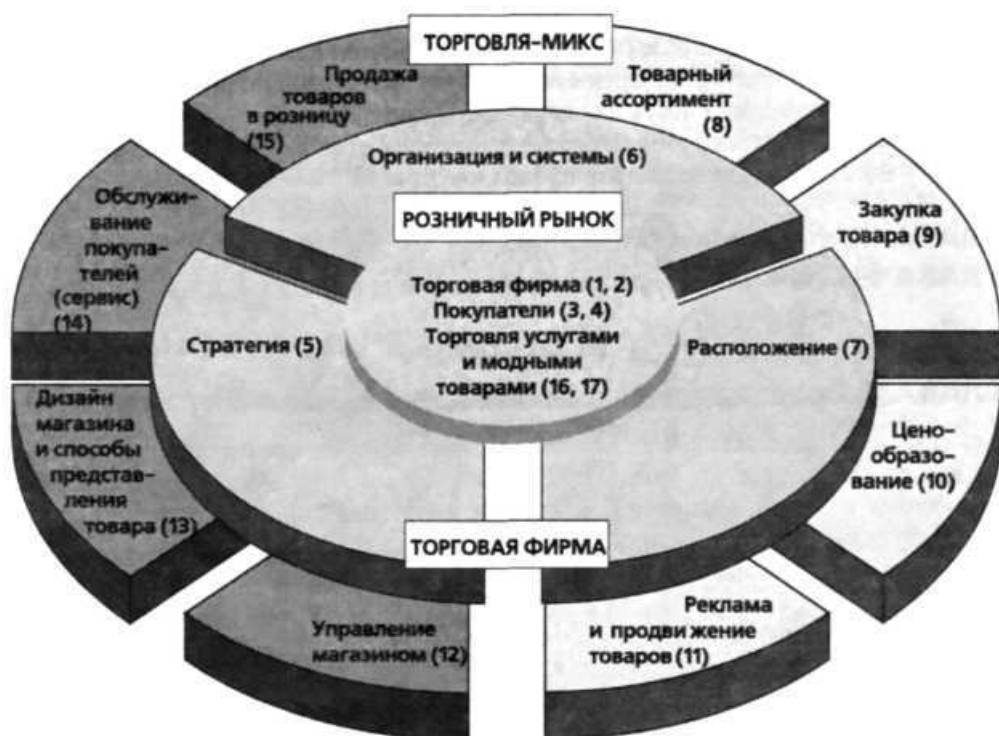 ТОРГОВЛЯ-МИКС
Продажа
товаров
в розницу
(15)
Товарный
ассортимент
(8)
Организация и системы (6)
РОЗНИЧНЫЙ РЫНОК
Обслужи-
вание
покупа-
телей
(сервис)
(14)
Закупка
товара (9)
Торговая фирма (1, 2)
Покупатели (3, 4)
Торговля услугами
и модными
товарами (16, 17)
Стратегия (5)
Расположение (7)
Дизайн
магазина
и способы
представ-
ления
товара (13)
Цено-
образо-
вание (10)
ТОРГОВАЯ ФИРМА
Управление
магазином (12)
Реклама
и продвижение
товаров (11)